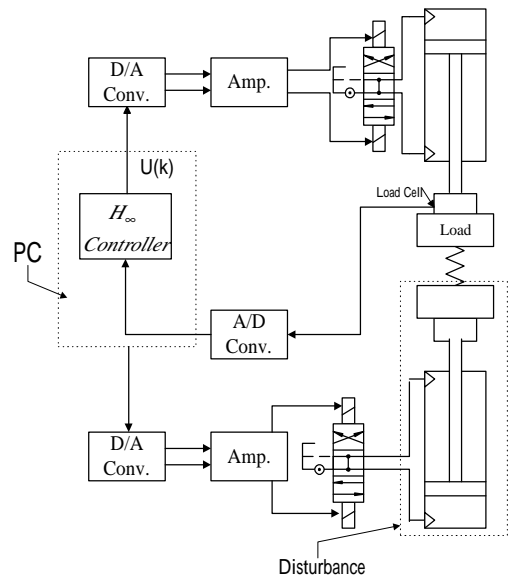 D/A
Conv.
Amp.
U(k)
H∞
Controller
PC
Load Cell
Load
A/D
Conv.
D/A
Conv.
Amp.
Disturbance